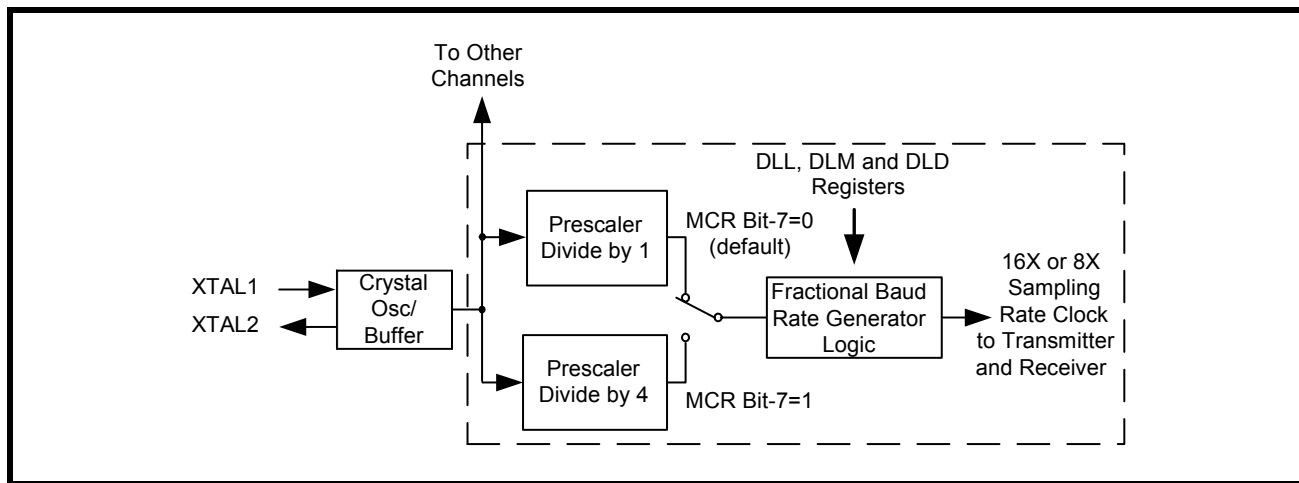 To Other
Channels
DLL, DLM and DLD
Registers
Prescaler
Divide by 1
MCR Bit-7=0
(default)
XTAL1
XTAL2
Crystal
Osc/
Buffer
Fractional Baud
Rate Generator
Logic
16X or 8X
Sampling
Rate Clock
to Transmitter
and Receiver
Prescaler
Divide by 4
MCR Bit-7=1